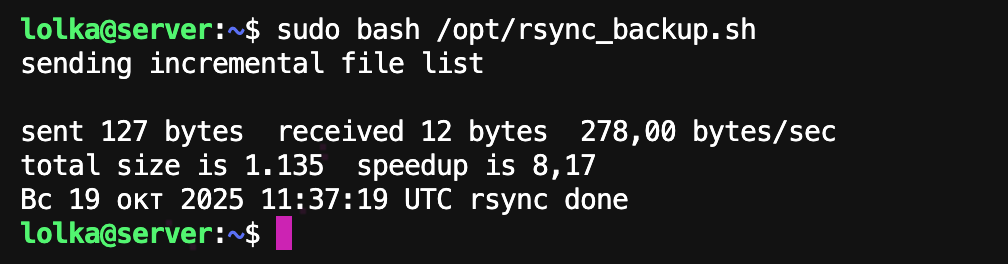 lolka@server:~$ sudo bash /opt/rsync_backup.sh
sending incremental file list
sent 127 bytes  received 12 bytes  278,00 bytes/sec
total size is 1.135  speedup is 8,17
Вс 19 окт 2025 11:37:19 UTC rsync done
lolka@server:~$